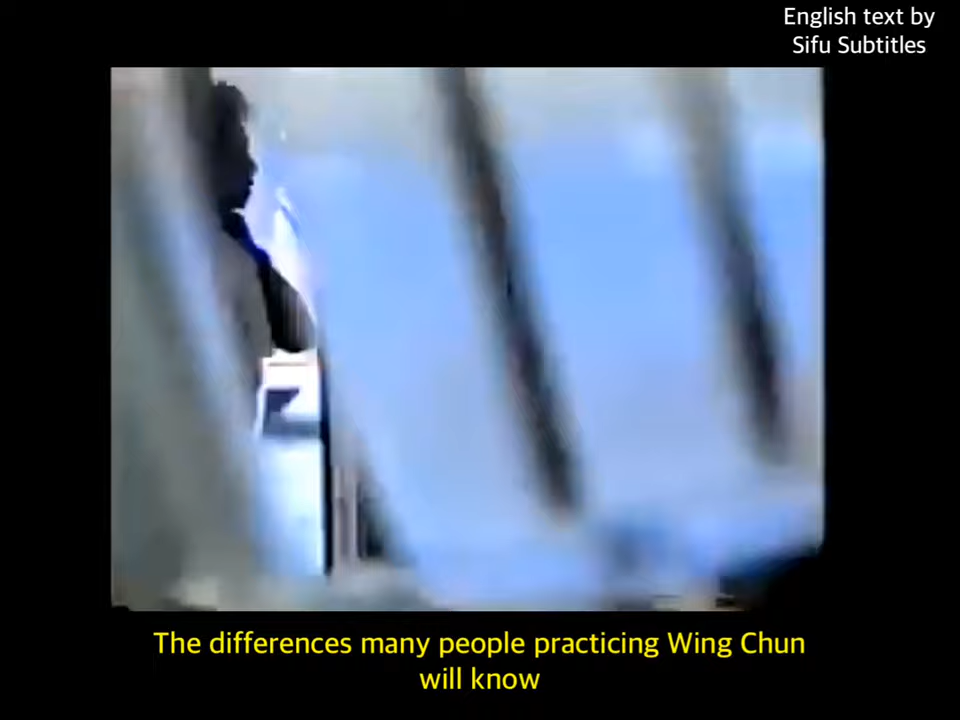 English text by
Sifu Subtitles
The differences many people practicing Wing Chun
will know